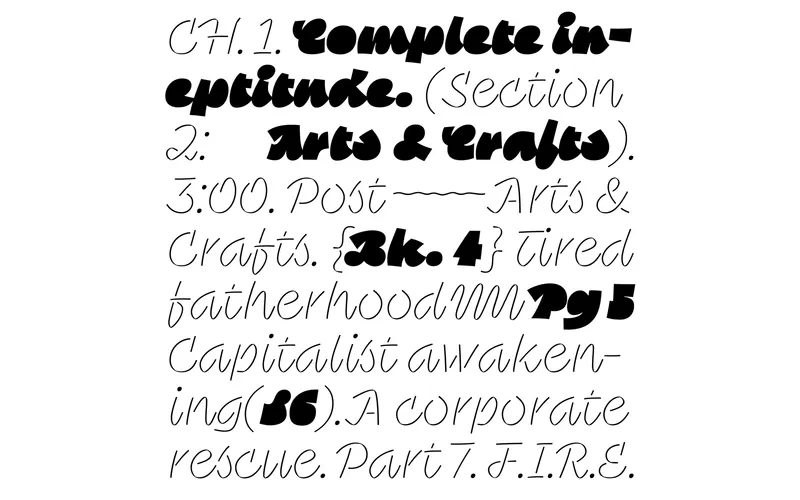 CH. 1. Complete in-
eptitude. (Section
2: Arts & Crafts).
3:00. Post~~~~Arts &
Crafts. {Bk. 4} Tired
fatherhood Pg 5
Capitalist awaken-
ing(36).A corporate
rescue. Part 7. F.I.R.E.